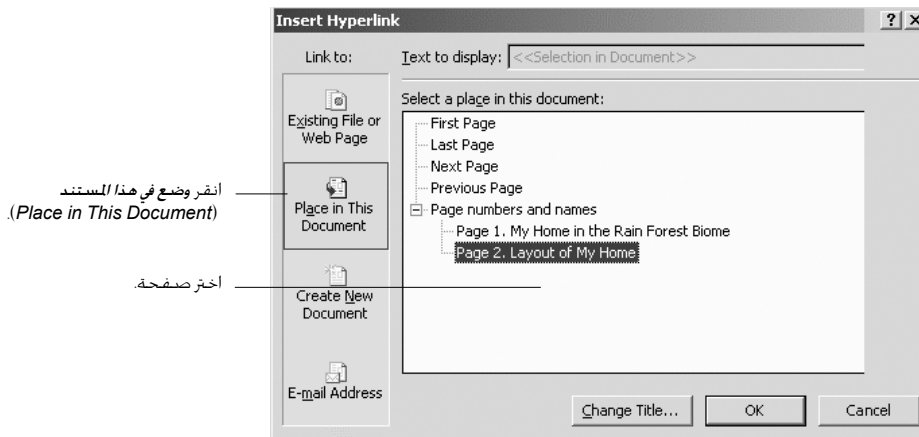 Insert Hyperlink
Link to:
Text to display: <<Selection in Document>>
Existing File or
Web Page
Place in This
Document
Create New
Document
E-mail Address
Select a place in this document:
First Page
Last Page
Next Page
Previous Page
Page numbers and names
Page 1. My Home in the Rain Forest Biome
Page 2. Layout of My Home
Change Title...
OK
Cancel
انقر وضع في هذا المستند
(Place in This Document).
اختر صفحة.